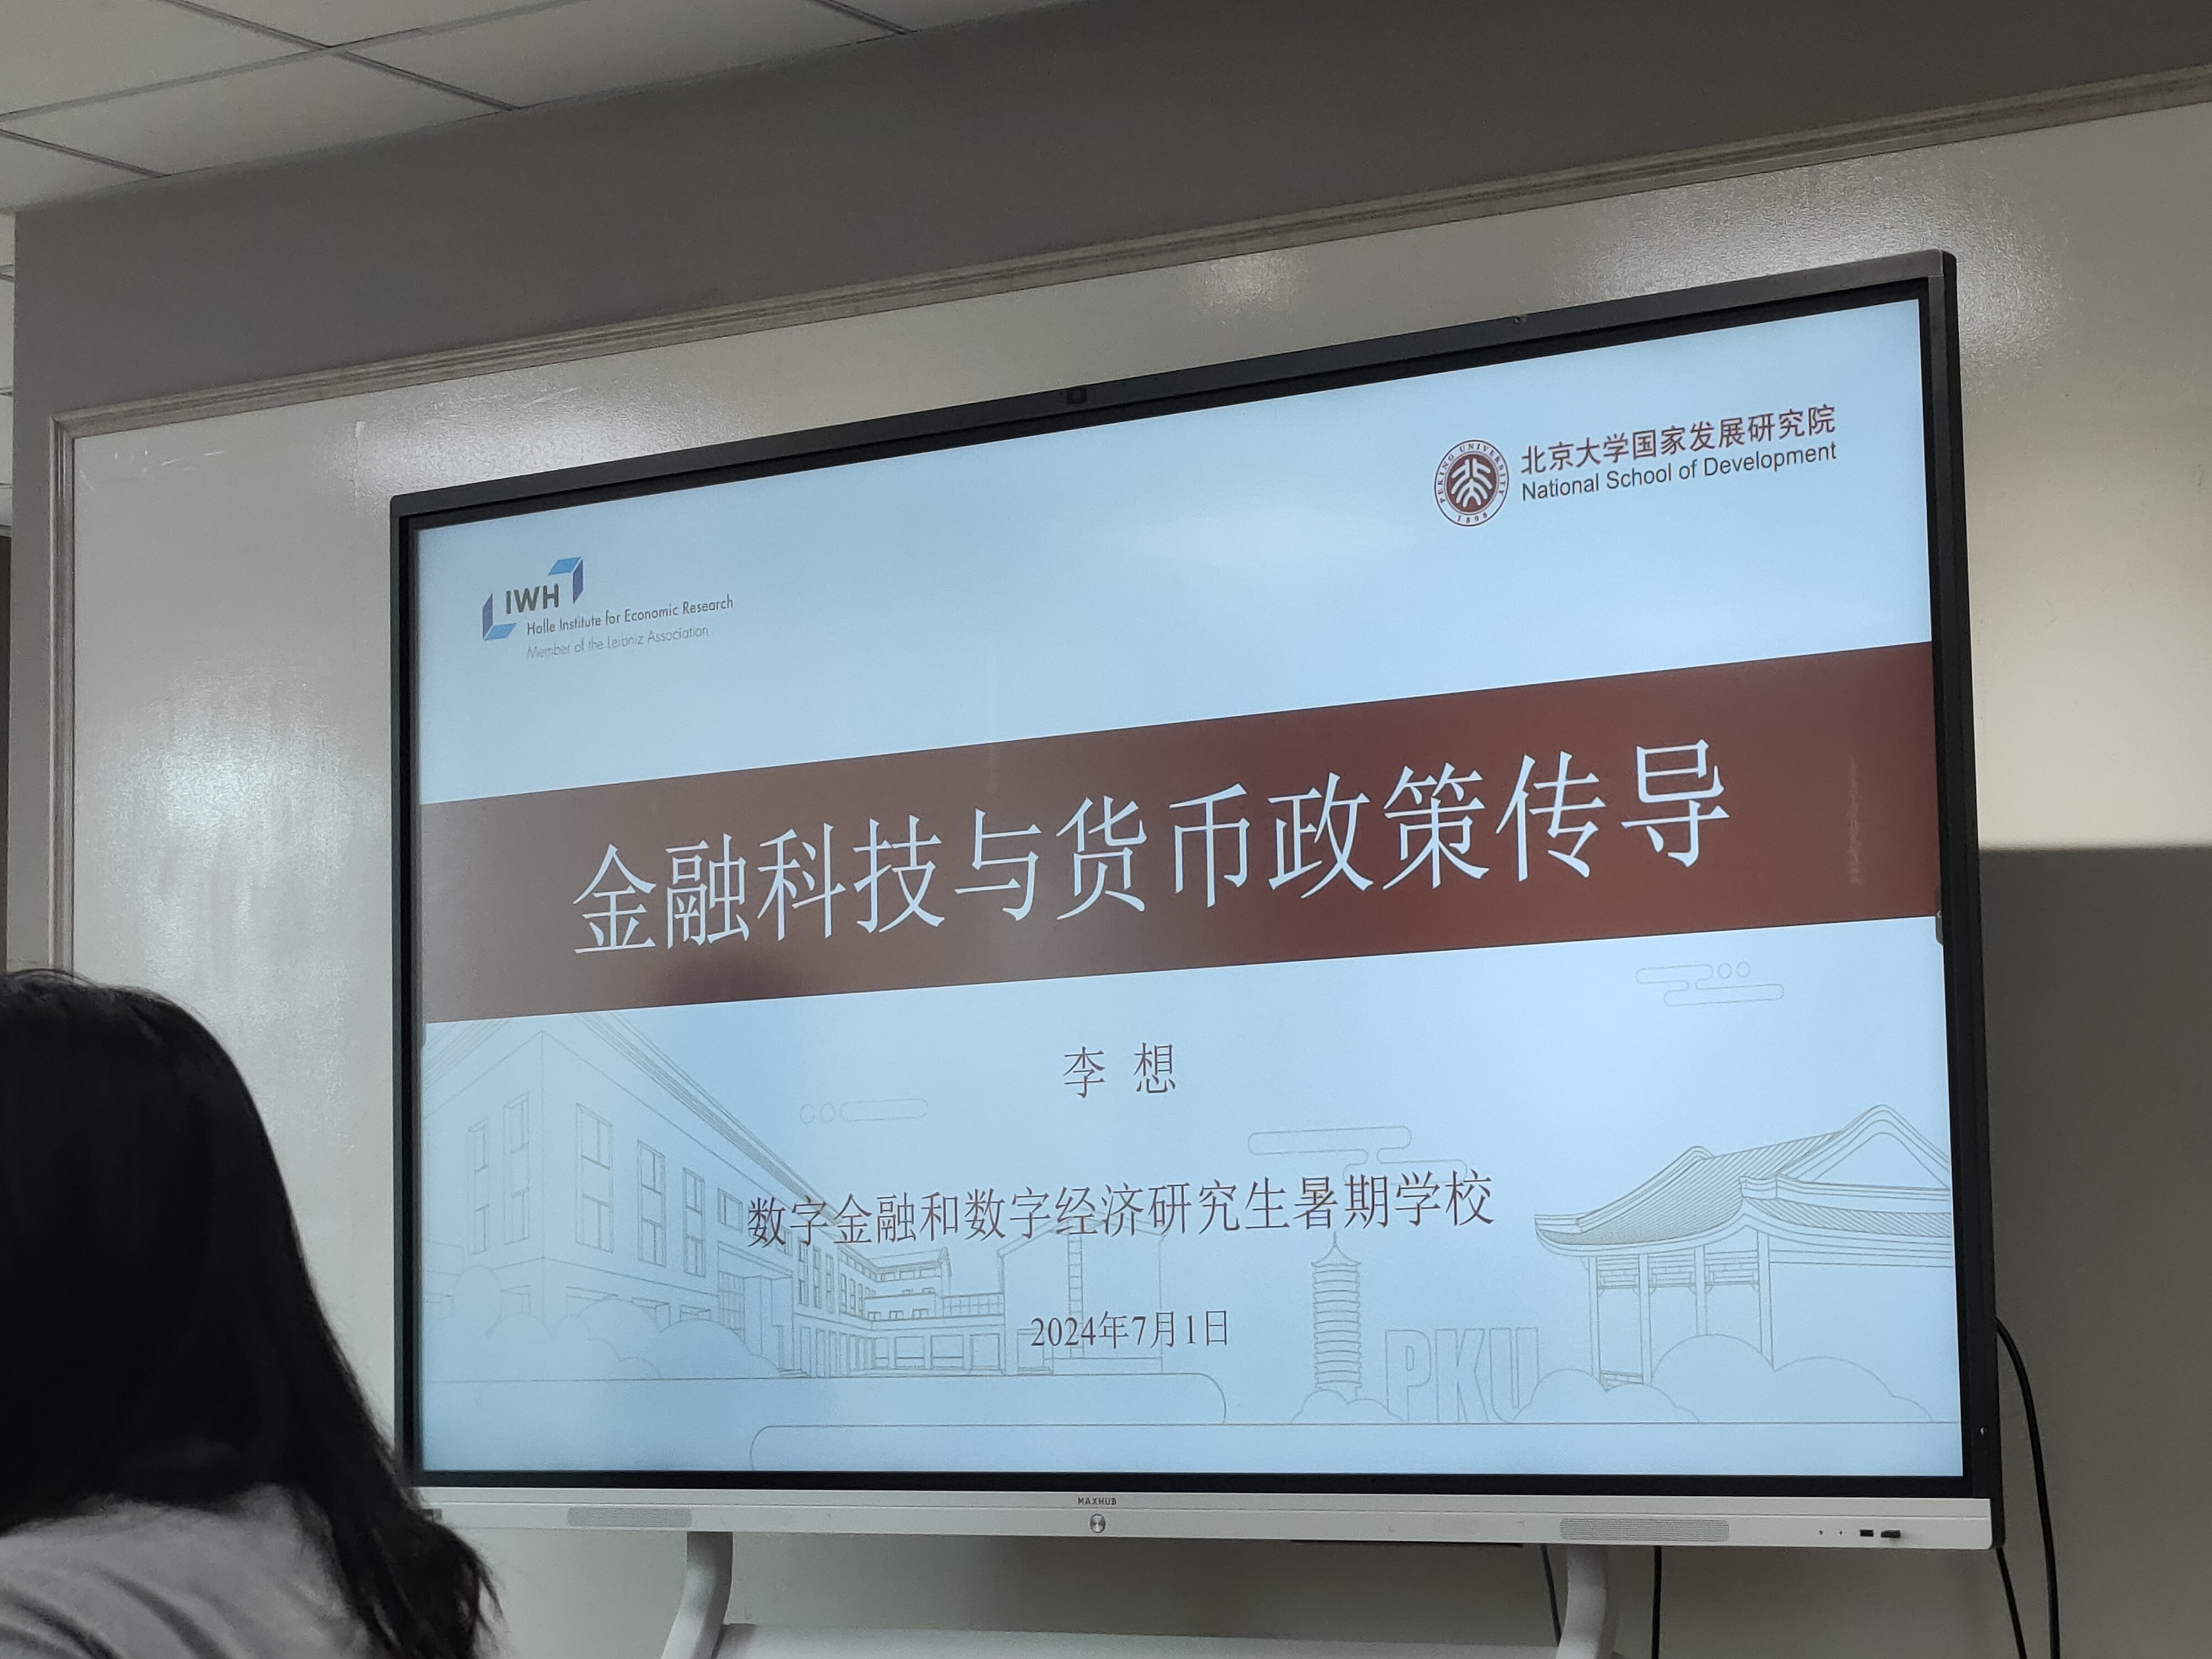 北京大学国家发展研究院
National School of Development
PEKING UNIVERSITY
1898
IWH
Halle Institute for Economic Research
Member of the Leibniz Association
金融科技与货币政策传导
李 想
数字金融和数字经济研究生暑期学校
2024年7月1日
PKU
MAXHUB